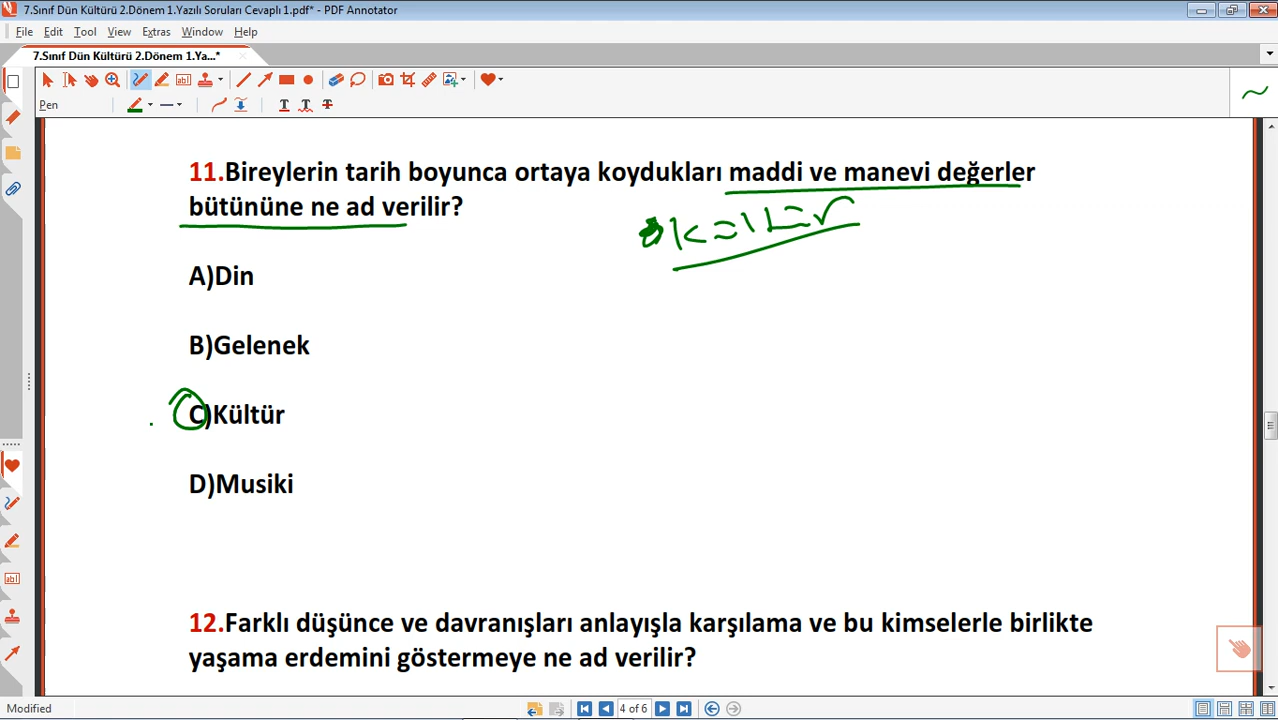 7.Sınıf Dün Kültürü 2.Dönem 1.Yazılı Soruları Cevaplı 1.pdf* - PDF Annotator
File Edit Tool View Extras Window Help
7.Sınıf Dün Kültürü 2.Dönem 1.Ya...*
Pen
11.Bireylerin tarih boyunca ortaya koydukları maddi ve manevi değerler
bütününe ne ad verilir?
A)Din
B)Gelenek
C)Kültür
D)Musiki
12.Farklı düşünce ve davranışları anlayışla karşılama ve bu kimselerle birlikte
yaşama erdemini göstermeye ne ad verilir?
Modified 4 of 6